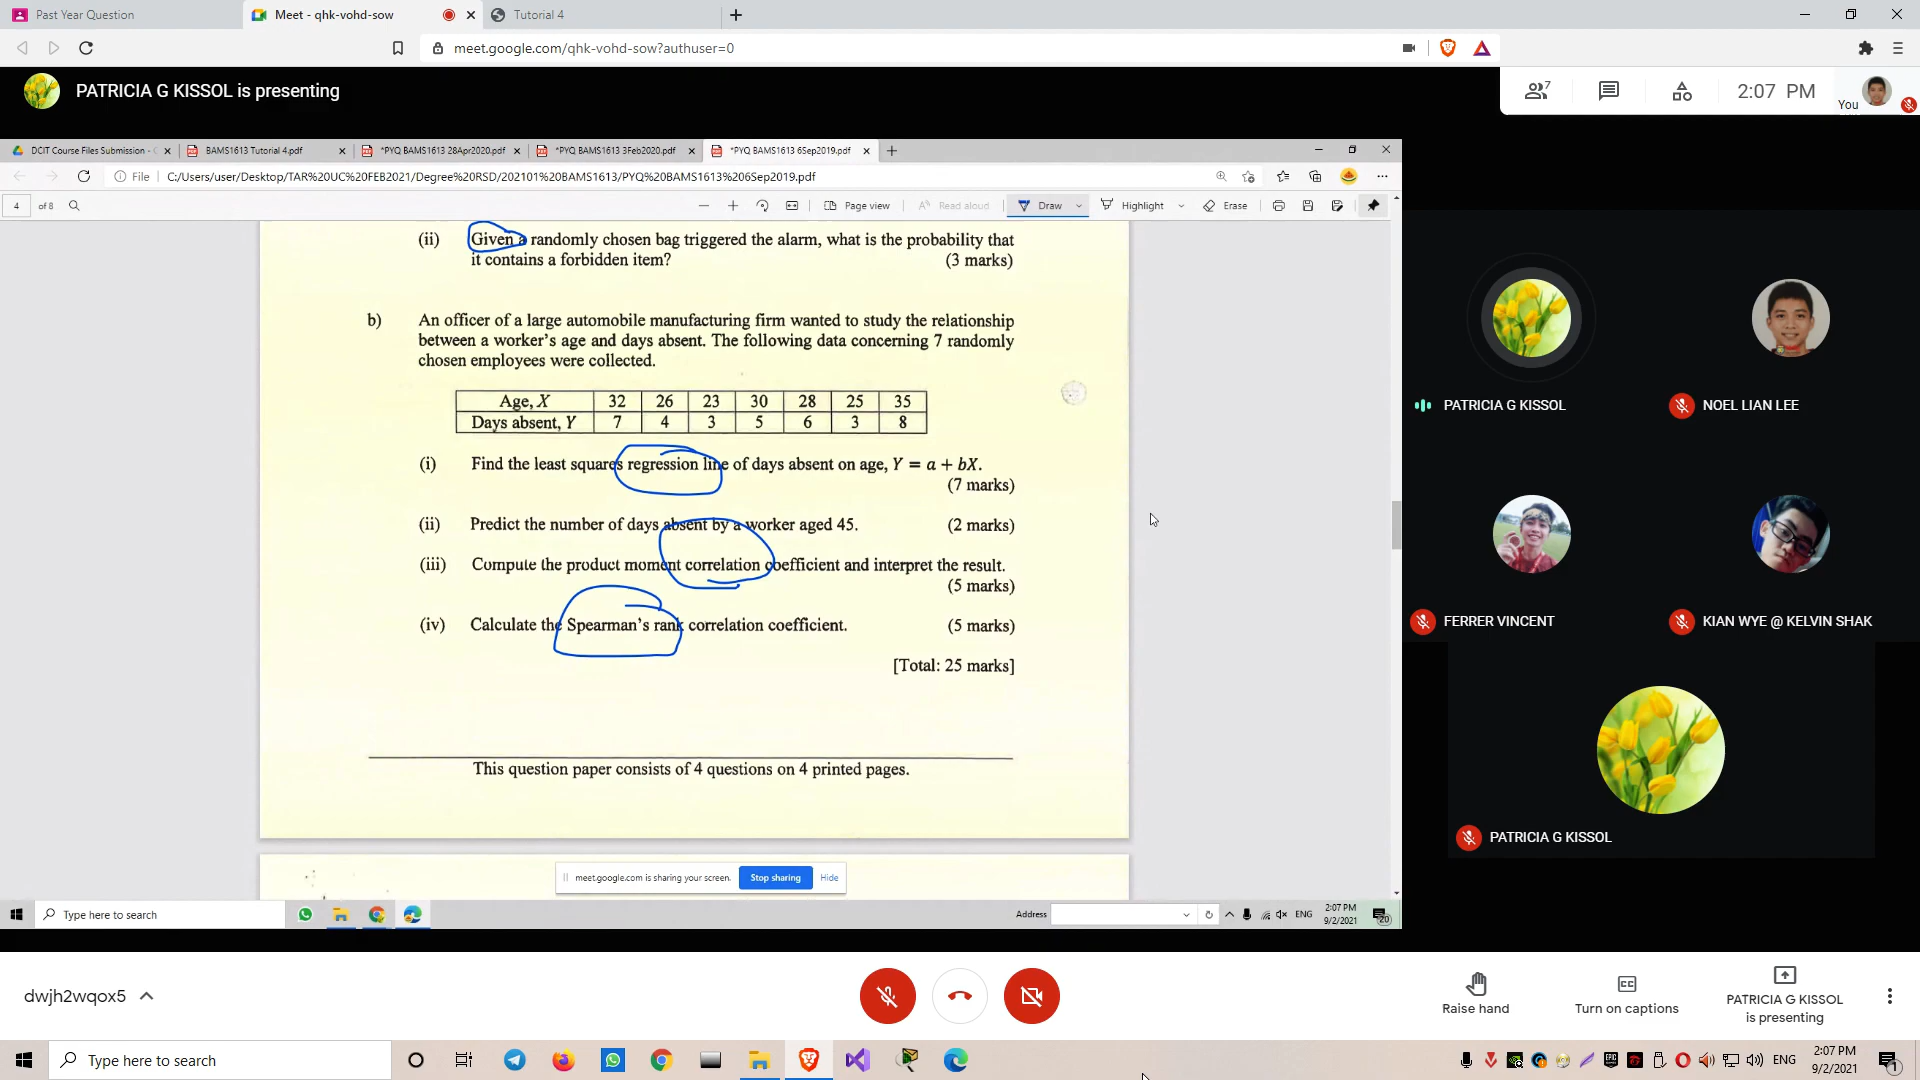 Past Year Question
Meet - qhk-vohd-sow
Tutorial 4
meet.google.com/qhk-vohd-sow?authuser=0
PATRICIA G KISSOL is presenting
7
2:07 PM
You
DCIT Course Files Submission -
BAMS1613 Tutorial 4.pdf
*PYQ BAMS1613 28Apr2020.pdf
*PYQ BAMS1613 3Feb2020.pdf
*PYQ BAMS1613 6Sep2019.pdf
File
C:/Users/user/Desktop/TAR%20UC%20FEB2021/Degree%20RSD/202101%20BAMS1613/PYQ%20BAMS1613%206Sep2019.pdf
4 of 8
Page view
Read aloud
Draw
Highlight
Erase
(ii) Given a randomly chosen bag triggered the alarm, what is the probability that
it contains a forbidden item? (3 marks)
b) An officer of a large automobile manufacturing firm wanted to study the relationship
between a worker's age and days absent. The following data concerning 7 randomly
chosen employees were collected.
Age, X 32 26 23 30 28 25 35
Days absent, Y 7 4 3 5 6 3 8
(i) Find the least squares regression line of days absent on age, Y = a + bX.
(7 marks)
(ii) Predict the number of days absent by a worker aged 45. (2 marks)
(iii) Compute the product moment correlation coefficient and interpret the result.
(5 marks)
(iv) Calculate the Spearman's rank correlation coefficient. (5 marks)
[Total: 25 marks]
This question paper consists of 4 questions on 4 printed pages.
meet.google.com is sharing your screen.
Stop sharing
Hide
Type here to search
Address
ENG
2:07 PM
9/2/2021
20
PATRICIA G KISSOL
NOEL LIAN LEE
FERRER VINCENT
KIAN WYE @ KELVIN SHAK
PATRICIA G KISSOL
dwjh2wqox5
Raise hand
Turn on captions
PATRICIA G KISSOL
is presenting
Type here to search
ENG
2:07 PM
9/2/2021
1